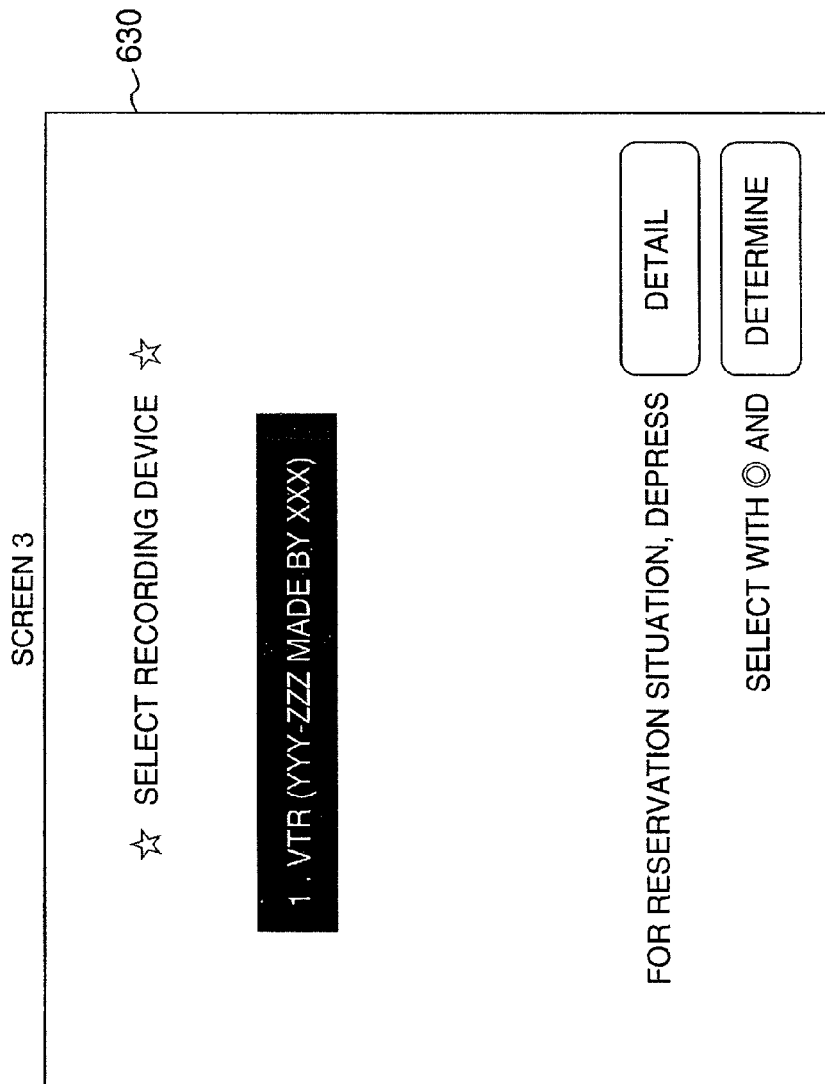 SCREEN 3
630
☆ SELECT RECORDING DEVICE ☆
1 . VTR (YYY-ZZZ MADE BY XXX)
FOR RESERVATION SITUATION, DEPRESS DETAIL
SELECT WITH ◎ AND DETERMINE